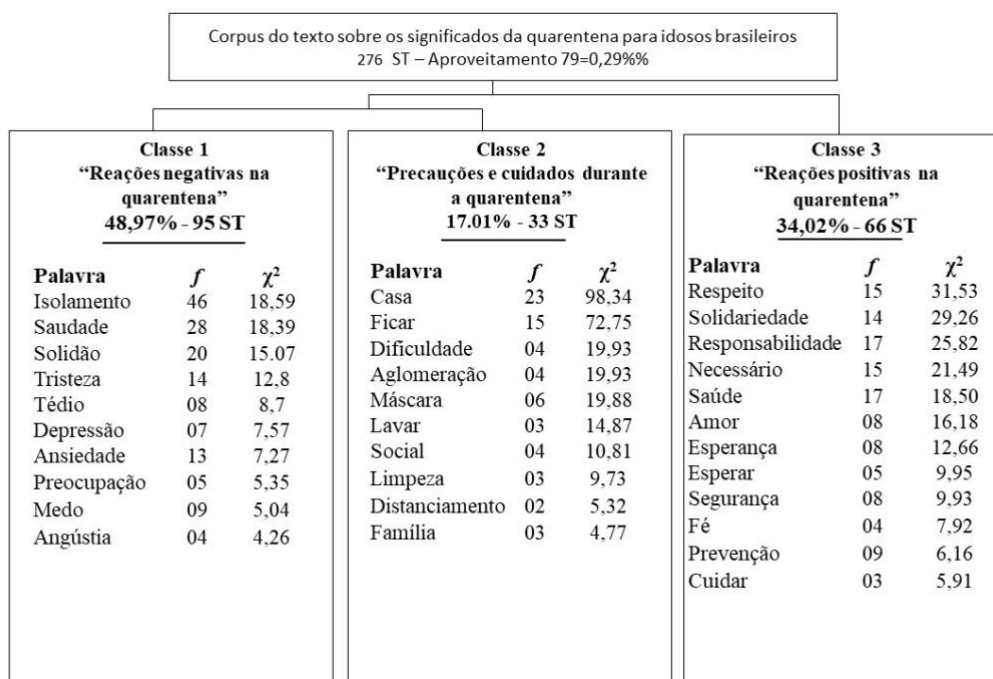 Corpus do texto sobre os significados da quarentena para idosos brasileiros
276 ST – Aproveitamento 79=0,29%%
Classe 1
“Reações negativas na
quarentena”
48,97% - 95 ST
Palavra f χ²
Isolamento 46 18,59
Saudade 28 18,39
Solidão 20 15.07
Tristeza 14 12,8
Tédio 08 8,7
Depressão 07 7,57
Ansiedade 13 7,27
Preocupação 05 5,35
Medo 09 5,04
Angústia 04 4,26
Classe 2
“Precauções e cuidados durante
a quarentena”
17.01% - 33 ST
Palavra f χ²
Casa 23 98,34
Ficar 15 72,75
Dificuldade 04 19,93
Aglomeração 04 19,93
Máscara 06 19,88
Lavar 03 14,87
Social 04 10,81
Limpeza 03 9,73
Distanciamento 02 5,32
Família 03 4,77
Classe 3
“Reações positivas na
quarentena”
34,02% - 66 ST
Palavra f χ²
Respeito 15 31,53
Solidariedade 14 29,26
Responsabilidade 17 25,82
Necessário 15 21,49
Saúde 17 18,50
Amor 08 16,18
Esperança 08 12,66
Esperar 05 9,95
Segurança 08 9,93
Fé 04 7,92
Prevenção 09 6,16
Cuidar 03 5,91